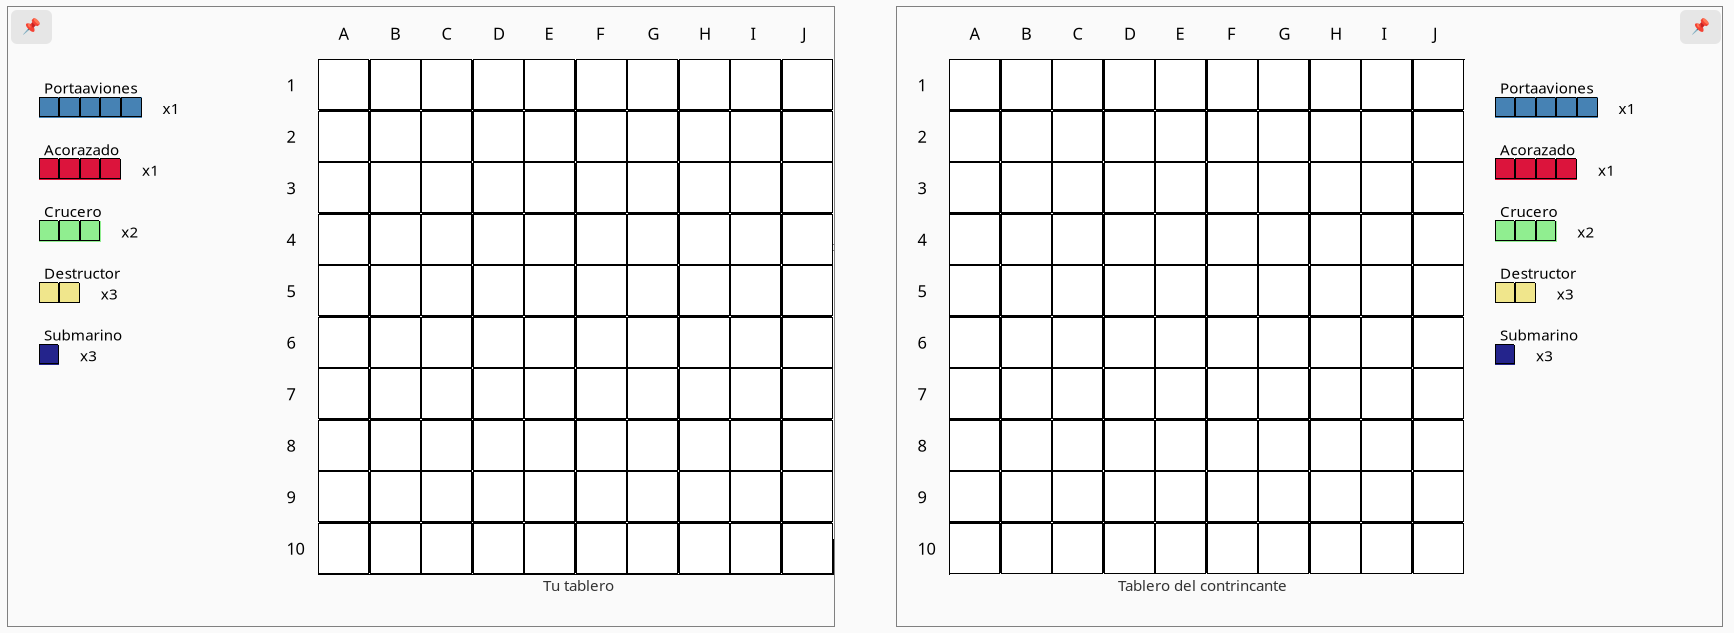 A B C D E F G H I J
1
2
3
4
5
6
7
8
9
10
Portaaviones
x1
Acorazado
x1
Crucero
x2
Destructor
x3
Submarino
x3
Tu tablero
A B C D E F G H I J
1
2
3
4
5
6
7
8
9
10
Portaaviones
x1
Acorazado
x1
Crucero
x2
Destructor
x3
Submarino
x3
Tablero del contrincante